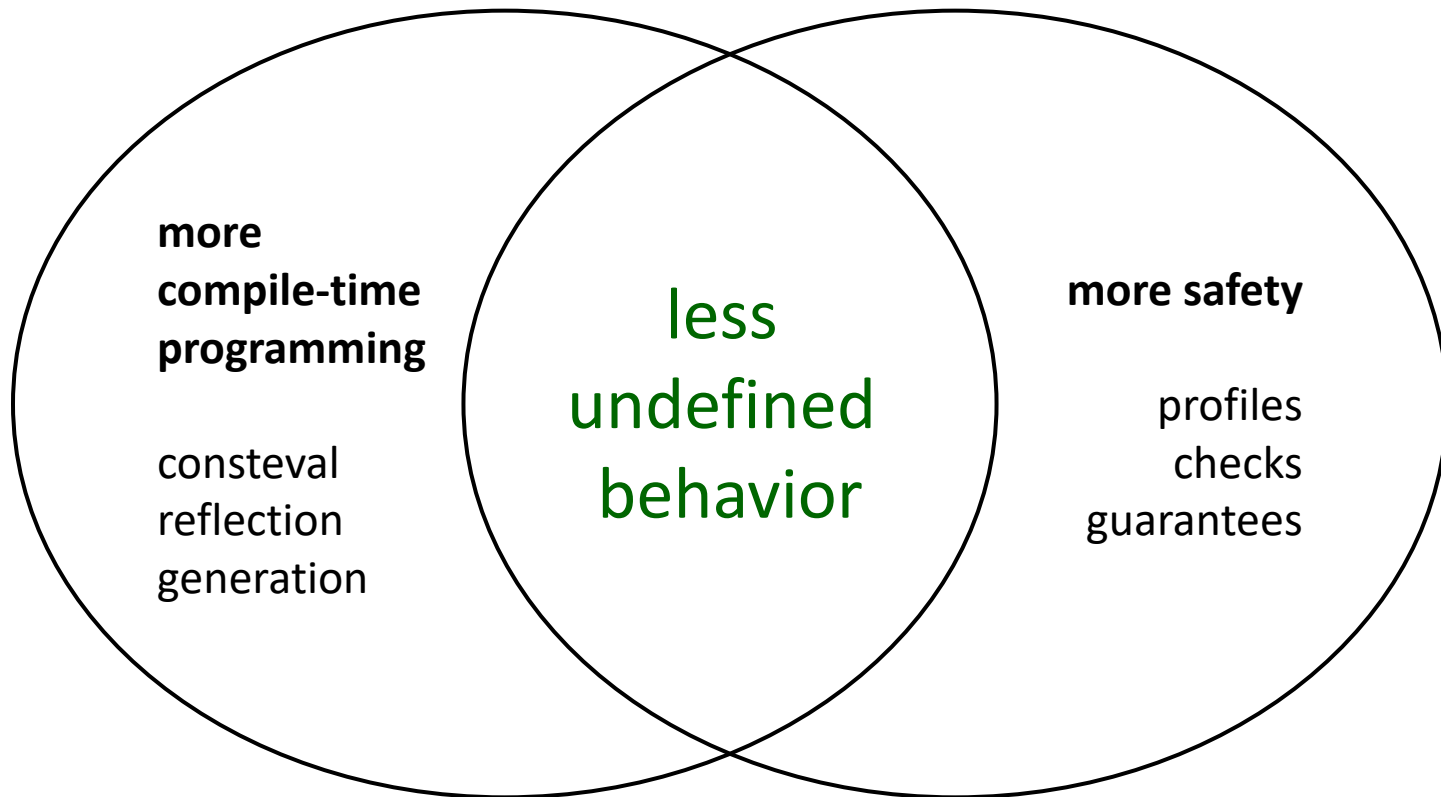 more
compile-time
programming
consteval
reflection
generation
less
undefined
behavior
more safety
profiles
checks
guarantees